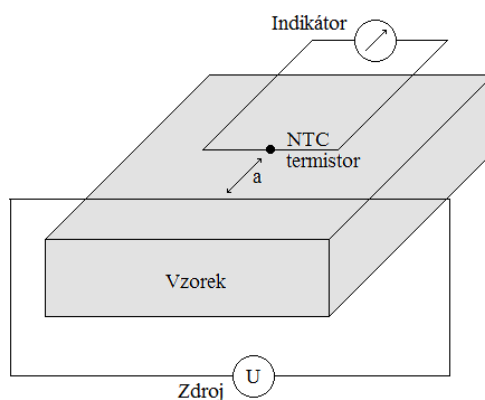 Indikátor
NTC
termistor
a
Vzorek
Zdroj
U